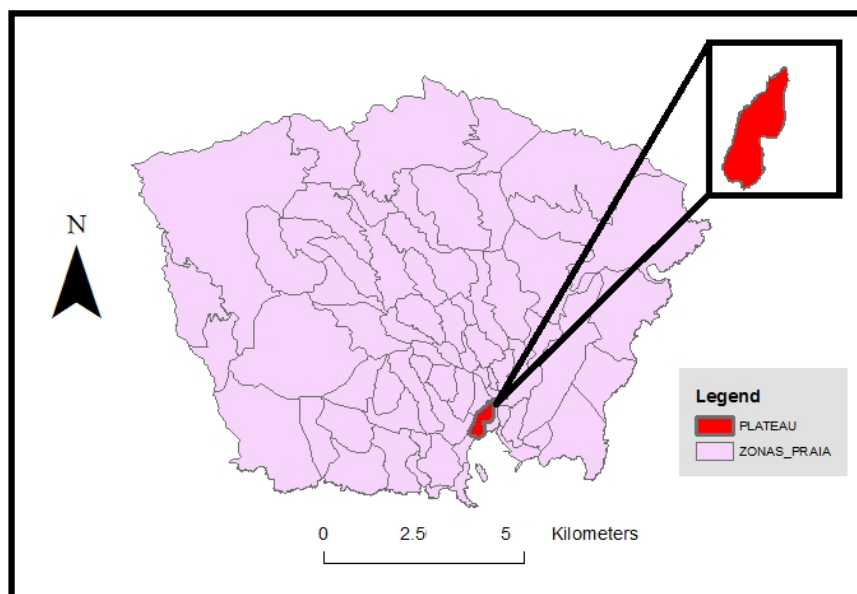 N
Legend
PLATEAU
ZONAS_PRAIA
0 2.5 5 Kilometers